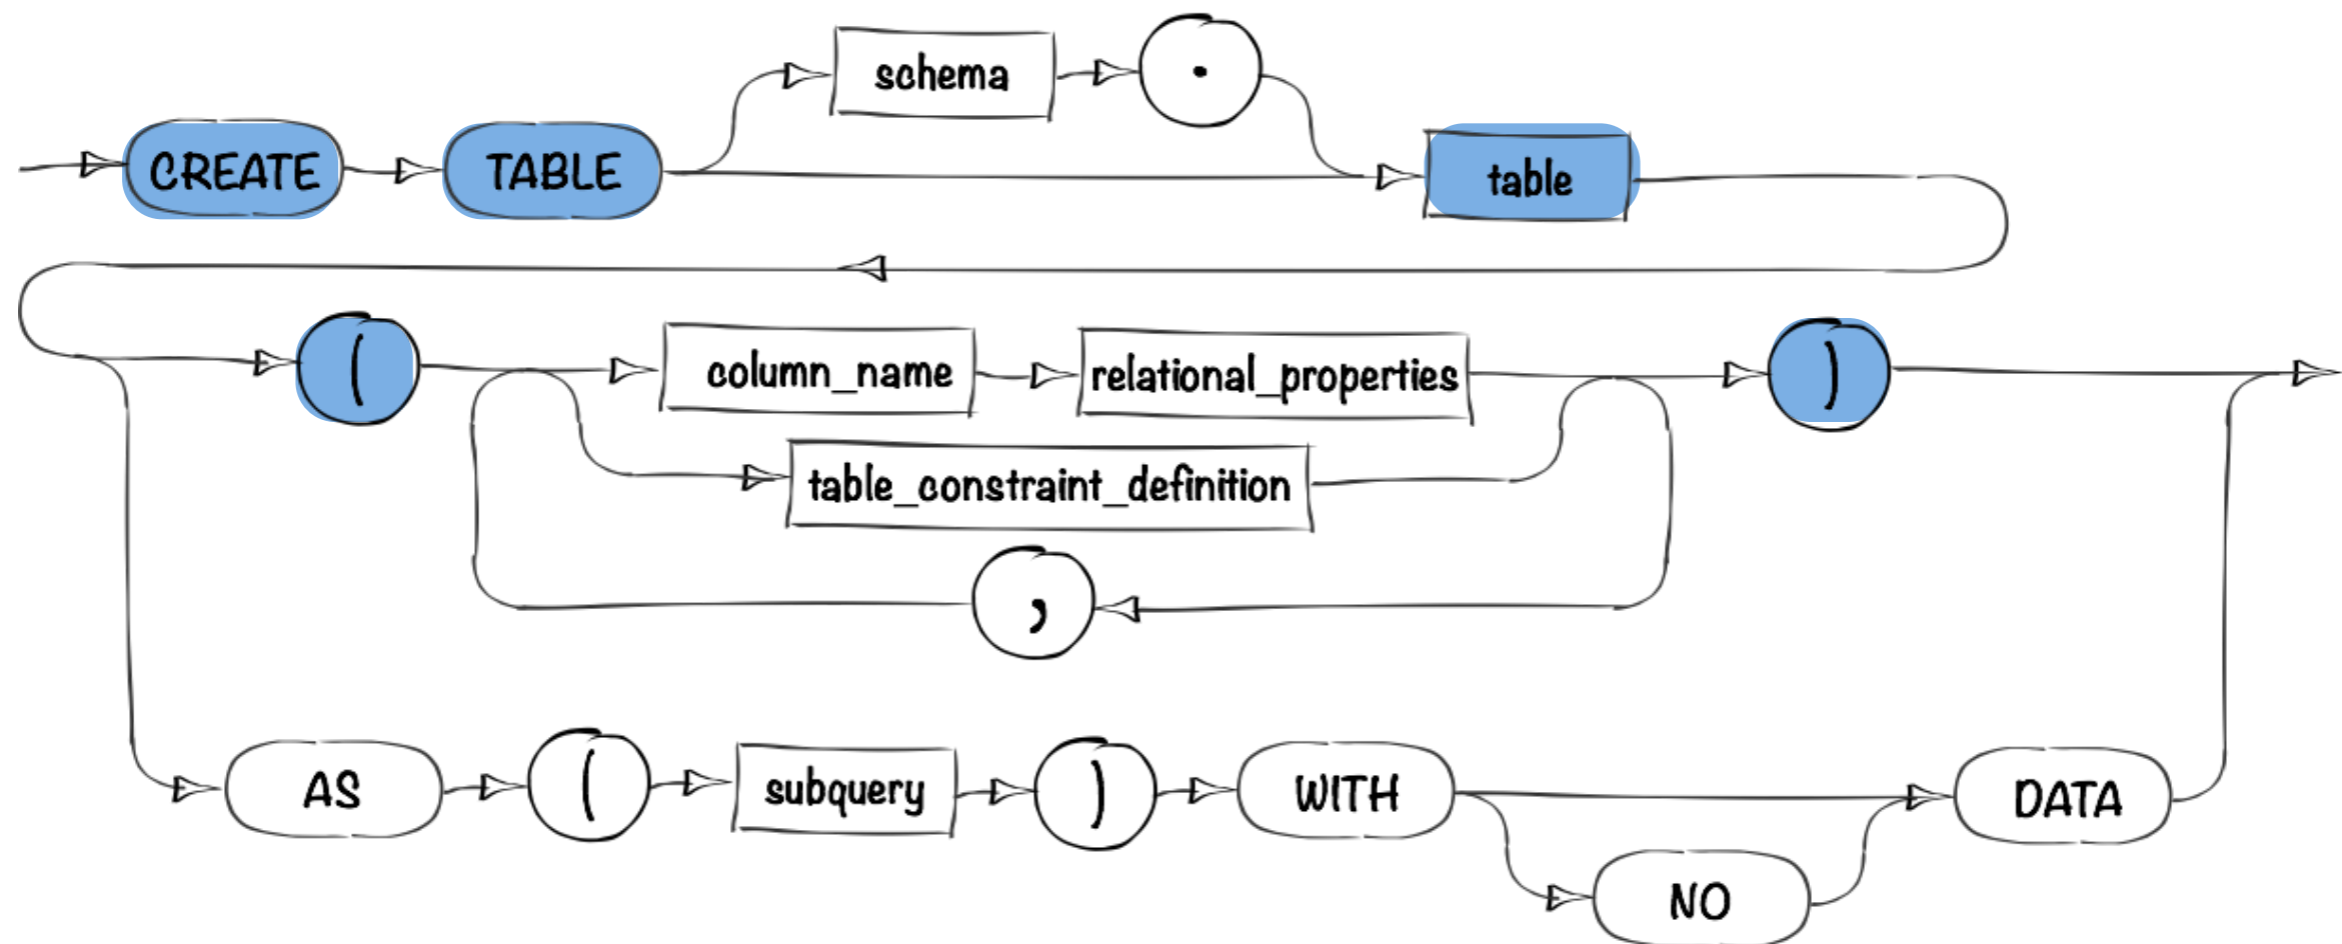 schema .
CREATE TABLE table
( column_name relational_properties )
table_constraint_definition
,
AS ( subquery ) WITH DATA
NO